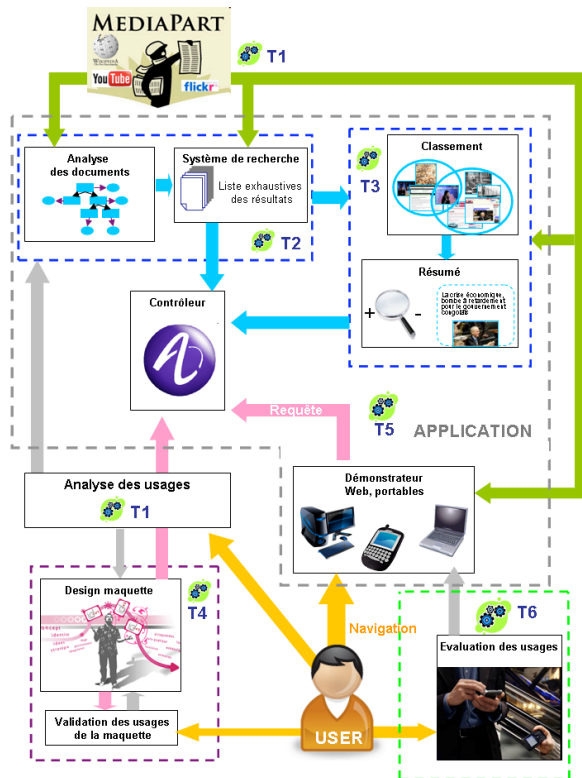 MEDIAPART
WIKIPEDIA
YouTube
flickr
T1
Analyse
des documents
Système de recherche
Liste exhaustives
des résultats
T2
Classement
T3
Résumé
+
-
La crise économique,
bombe à retardement
pour le gouvernement
congolais
Contrôleur
Requête
T5
APPLICATION
Analyse des usages
T1
Démonstrateur
Web, portables
Design maquette
T4
Navigation
T6
Evaluation des usages
Validation des usages
de la maquette
USER